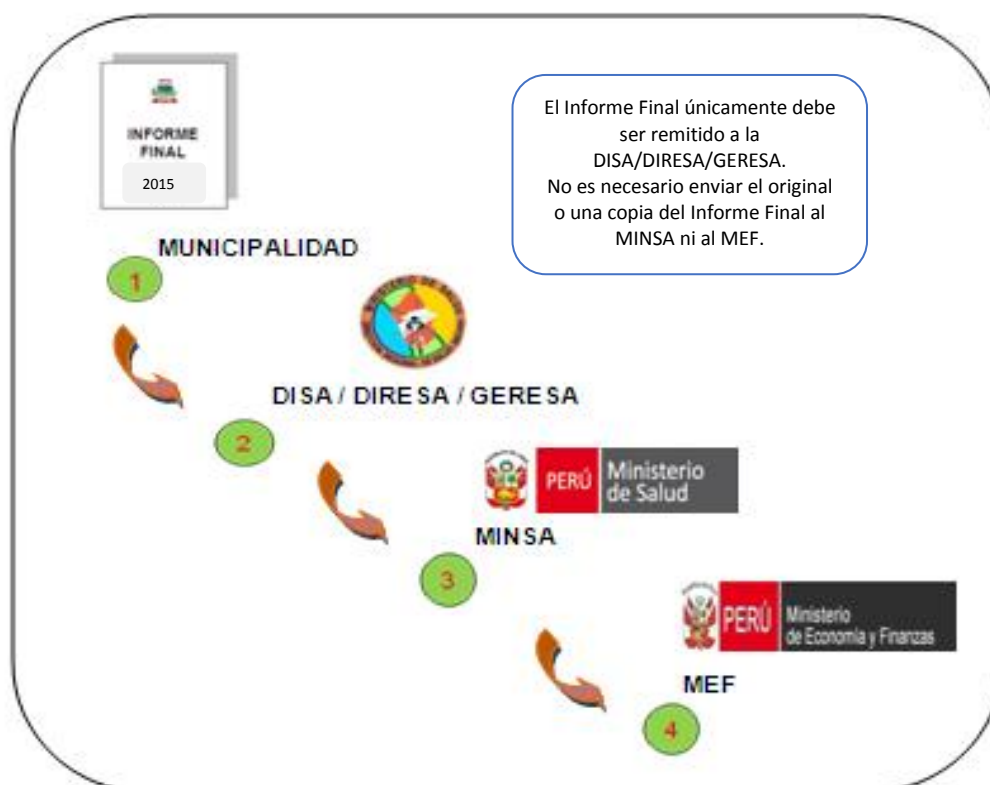 INFORME
FINAL
2015
El Informe Final únicamente debe
ser remitido a la
DISA/DIRESA/GERESA.
No es necesario enviar el original
o una copia del Informe Final al
MINSA ni al MEF.
MUNICIPALIDAD
1
DISA / DIRESA / GERESA
2
PERÚ
Ministerio
de Salud
MINSA
3
PERÚ
Ministerio
de Economía y Finanzas
MEF
4